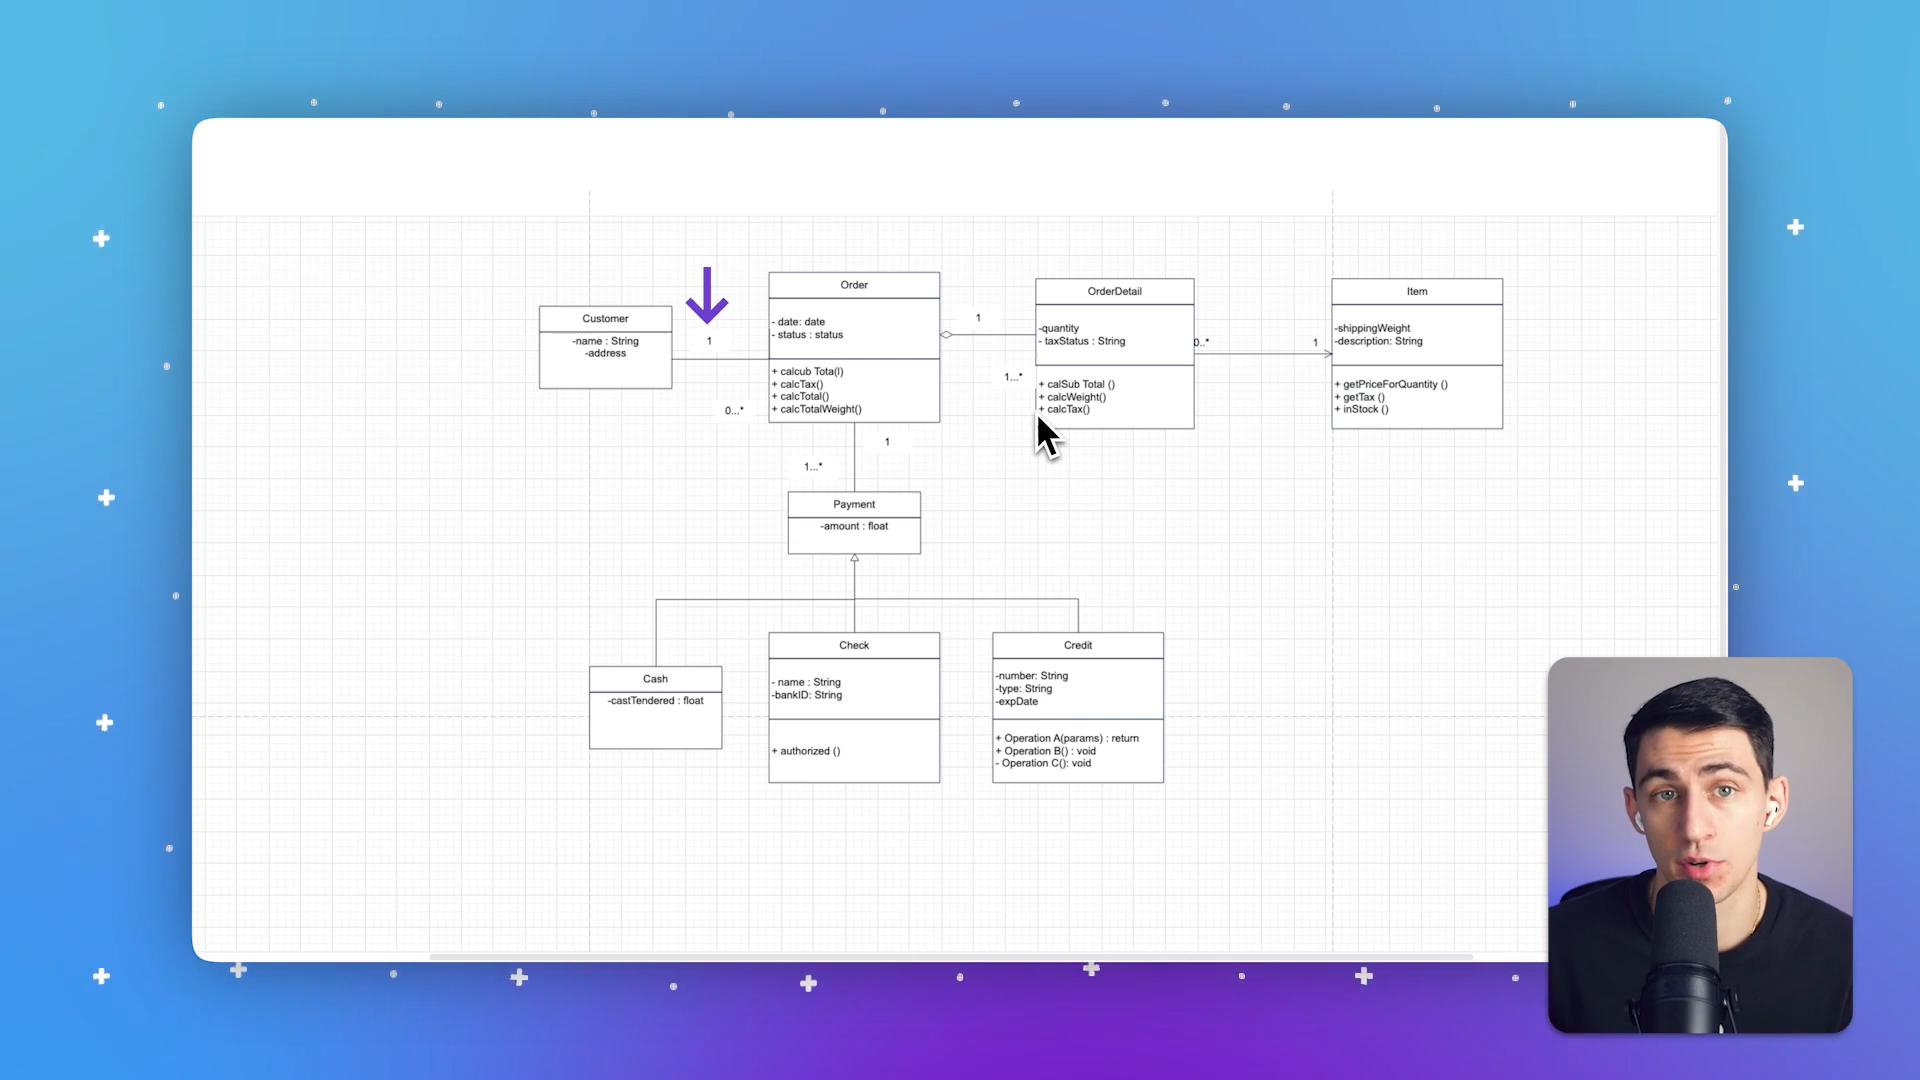 Customer
-name : String
-address
1
0...*
Order
- date: date
- status : status
+ calcub Tota(l)
+ calcTax()
+ calcTotal()
+ calcTotalWeight()
1
1...*
OrderDetail
-quantity
- taxStatus : String
+ calSub Total ()
+ calcWeight()
+ calcTax()
0..*
1
Item
-shippingWeight
-description: String
+ getPriceForQuantity ()
+ getTax ()
+ inStock ()
1
1...*
Payment
-amount : float
Cash
-castTendered : float
Check
- name : String
-bankID: String
+ authorized ()
Credit
-number: String
-type: String
-expDate
+ Operation A(params) : return
+ Operation B() : void
- Operation C(): void